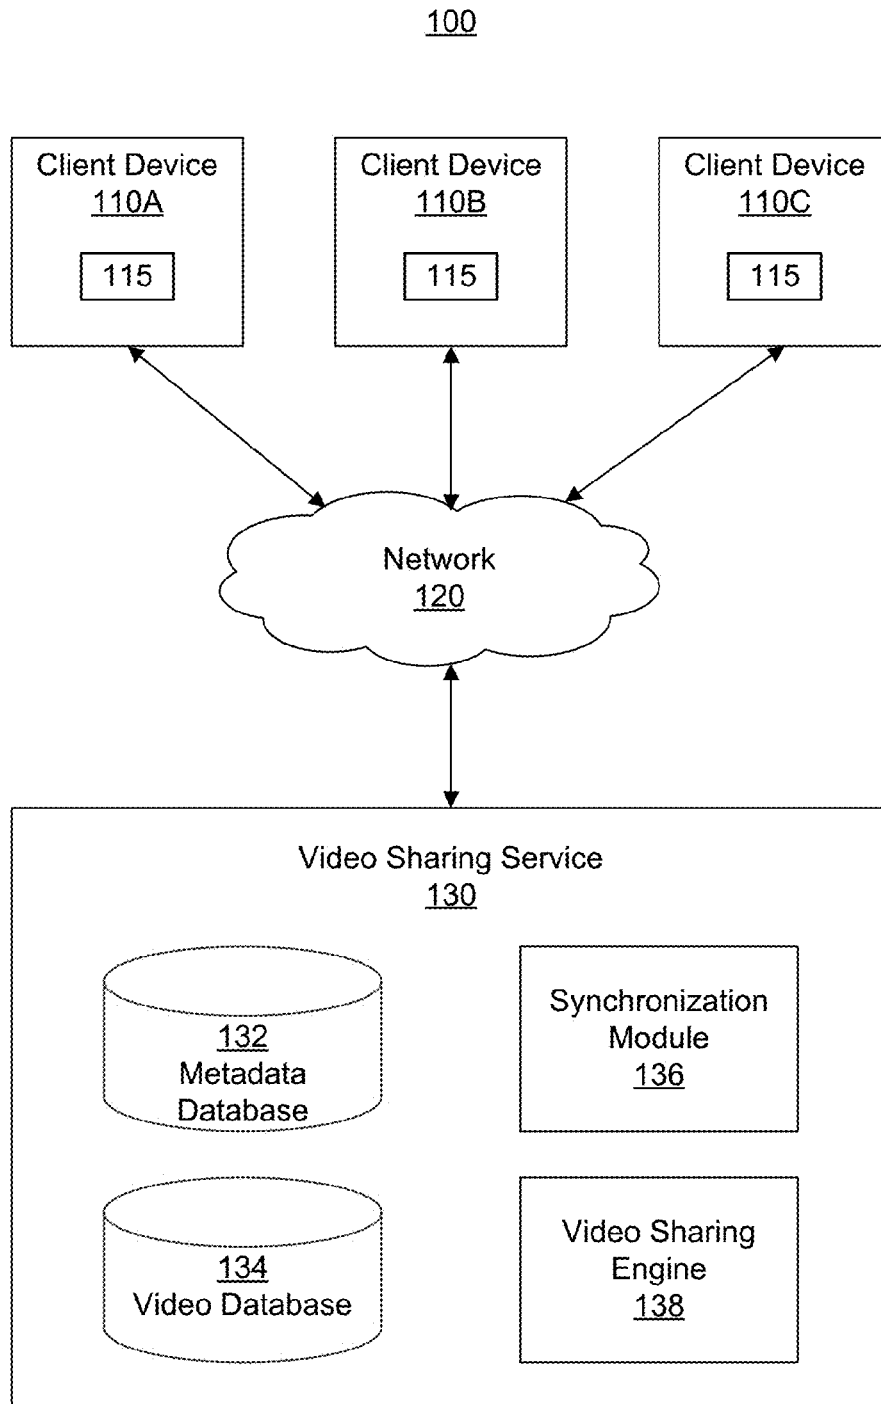 100
Client Device
110A
115
Client Device
110B
115
Client Device
110C
115
Network
120
Video Sharing Service
130
132
Metadata
Database
Synchronization
Module
136
134
Video Database
Video Sharing
Engine
138